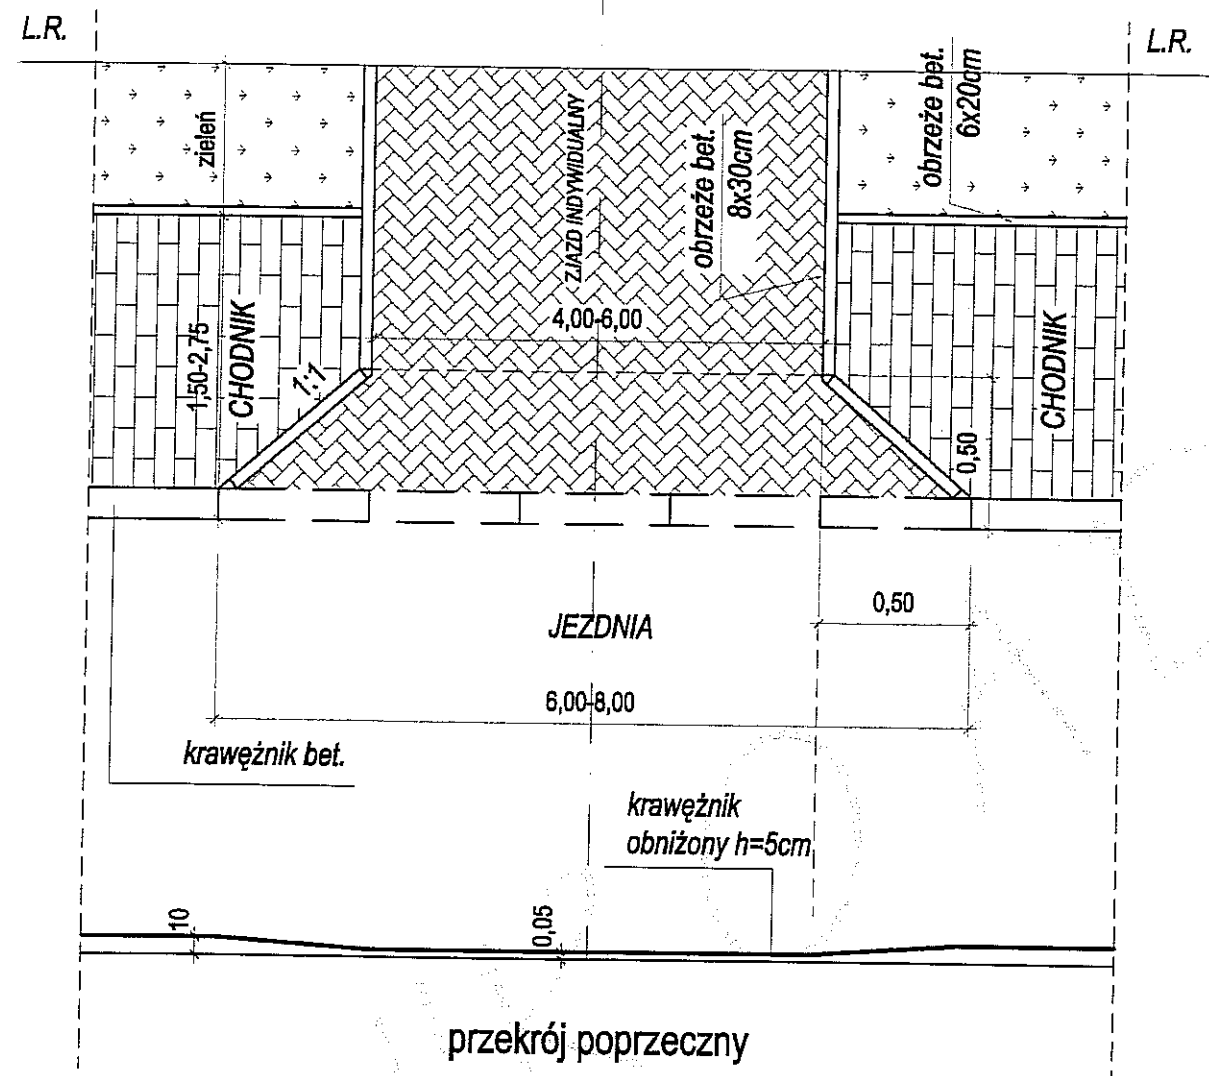 L.R.
L.R.
zieleń
ZJAZD INDYWIDUALNY
obrzeże bet.
8x30cm
obrzeże bet.
6x20cm
4,00-6,00
1,50-2,75
CHODNIK
1:1
CHODNIK
0,50
JEZDNIA
0,50
6,00-8,00
krawężnik bet.
krawężnik
obniżony h=5cm
10
0,05
przekrój poprzeczny